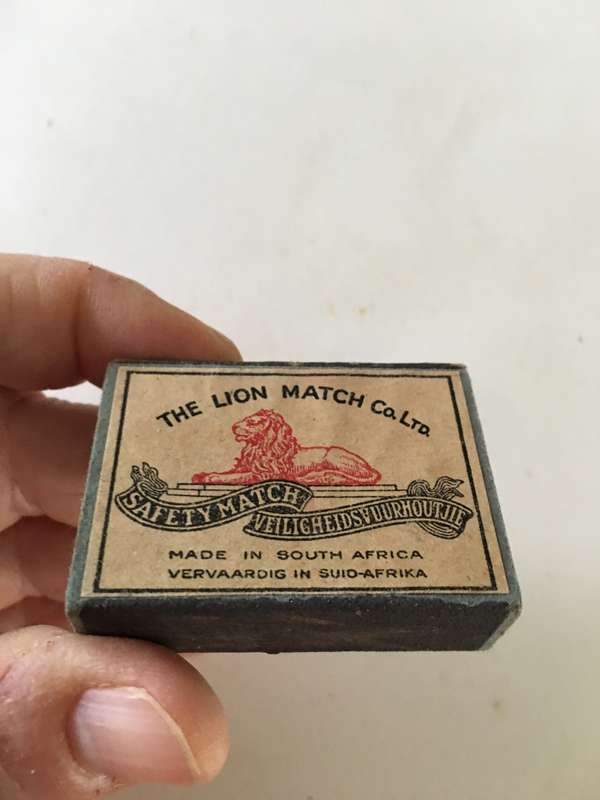 THE LION MATCH Co. LTD.
SAFETY MATCH
VEILIGHEIDSVUURHOUTJIE
MADE IN SOUTH AFRICA
VERVAARDIG IN SUID-AFRIKA